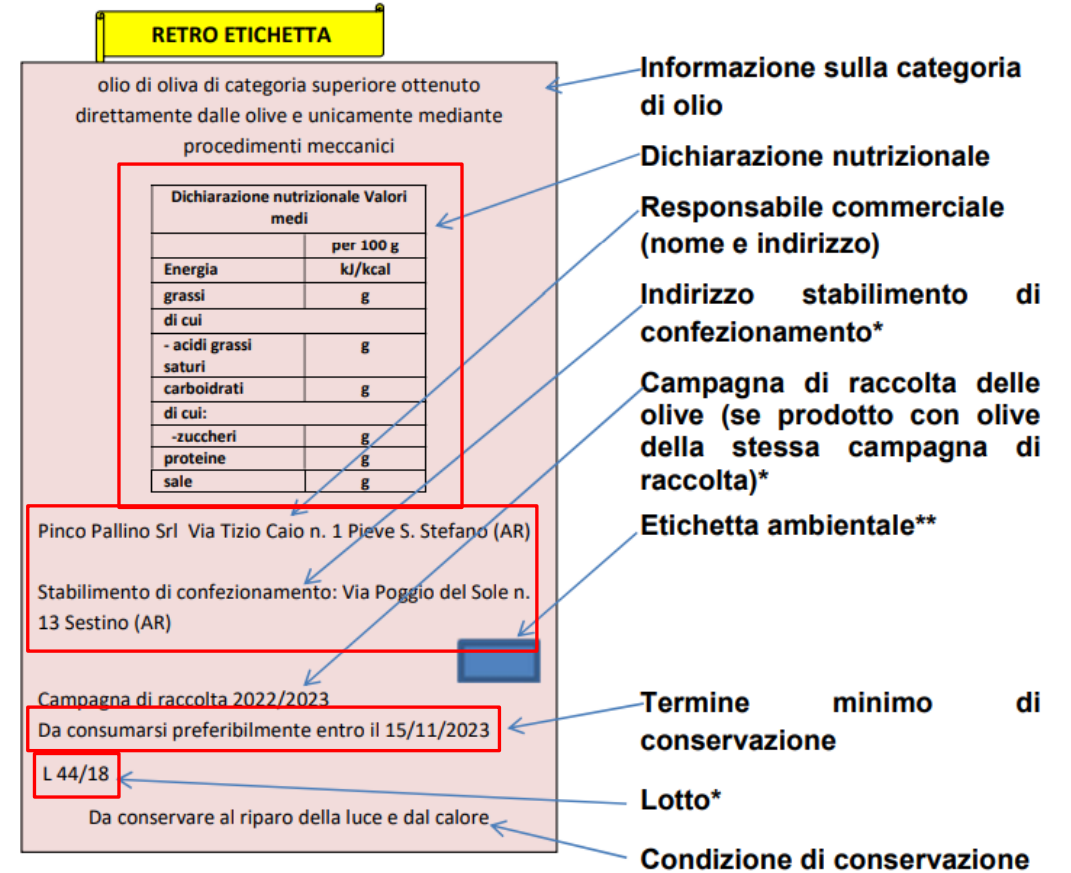 RETRO ETICHETTA
olio di oliva di categoria superiore ottenuto
direttamente dalle olive e unicamente mediante
procedimenti meccanici
Dichiarazione nutrizionale Valori
medi
per 100 g
Energia kJ/kcal
grassi g
di cui
- acidi grassi g
saturi
carboidrati g
di cui:
-zuccheri g
proteine g
sale g
Pinco Pallino Srl Via Tizio Caio n. 1 Pieve S. Stefano (AR)
Stabilimento di confezionamento: Via Poggio del Sole n.
13 Sestino (AR)
Campagna di raccolta 2022/2023
Da consumarsi preferibilmente entro il 15/11/2023
L 44/18
Da conservare al riparo della luce e dal calore
Informazione sulla categoria
di olio
Dichiarazione nutrizionale
Responsabile commerciale
(nome e indirizzo)
Indirizzo stabilimento di
confezionamento*
Campagna di raccolta delle
olive (se prodotto con olive
della stessa campagna di
raccolta)*
Etichetta ambientale**
Termine minimo di
conservazione
Lotto*
Condizione di conservazione